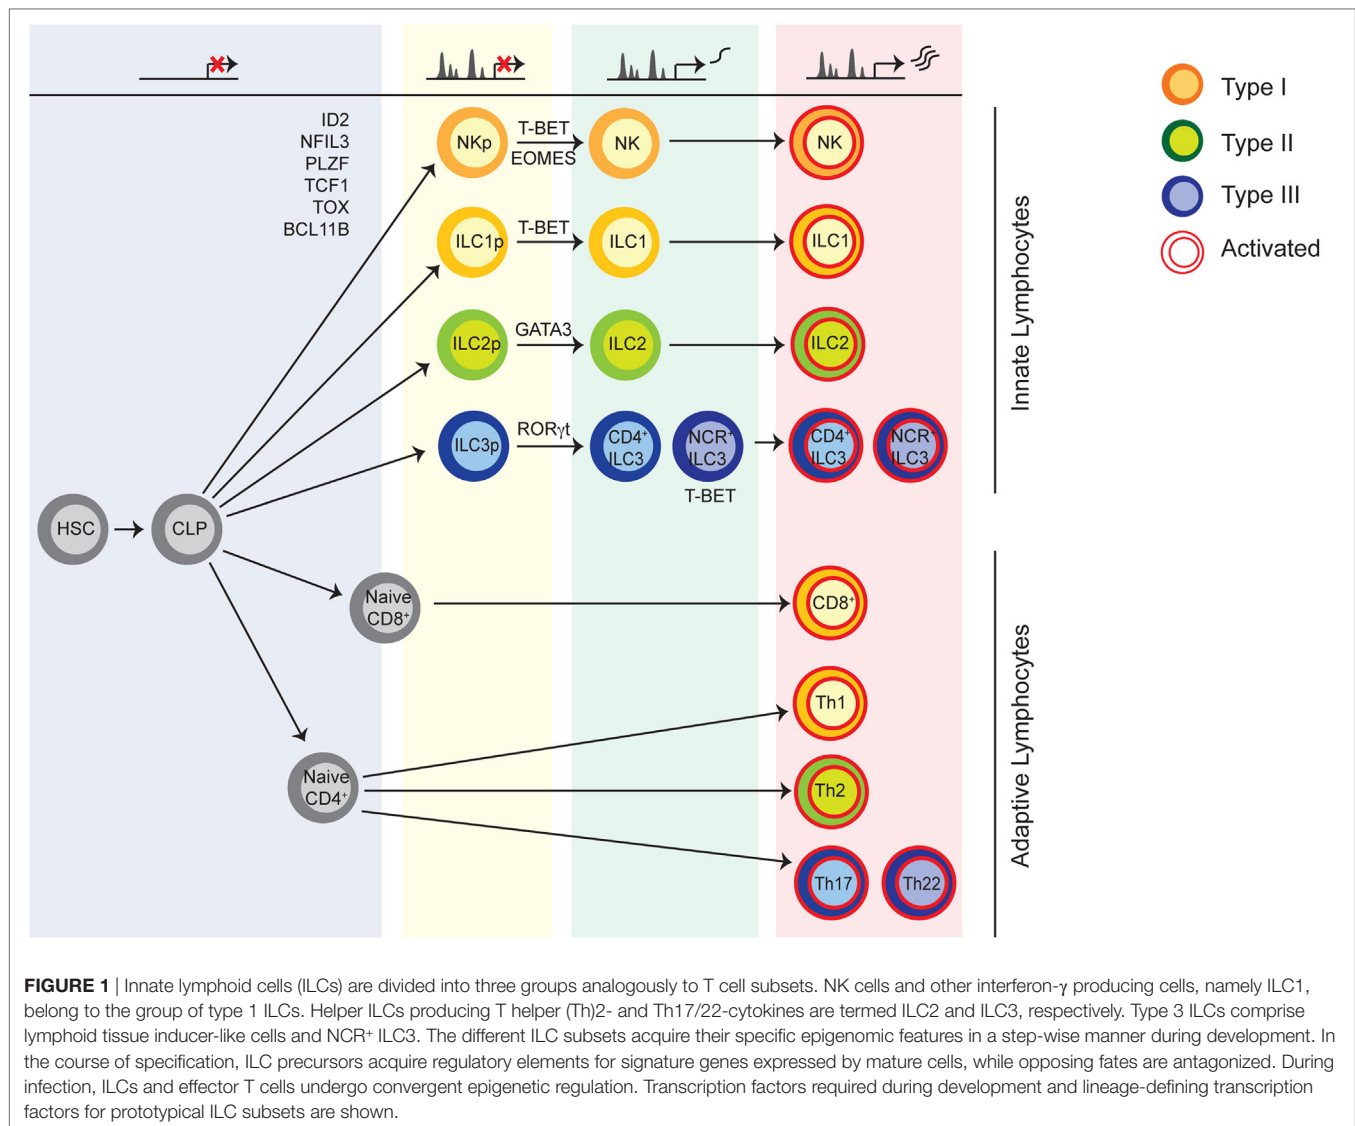 ID2
NFIL3
PLZF
TCF1
TOX
BCL11B
NKp
T-BET
EOMES
NK
NK
ILC1p
T-BET
ILC1
ILC1
ILC2p
GATA3
ILC2
ILC2
ILC3p
RORγt
CD4⁺
ILC3
NCR⁺
ILC3
T-BET
CD4⁺
ILC3
NCR⁺
ILC3
HSC
CLP
Naive
CD8⁺
CD8⁺
Naive
CD4⁺
Th1
Th2
Th17
Th22
Innate Lymphocytes
Adaptive Lymphocytes
Type I
Type II
Type III
Activated
FIGURE 1 | Innate lymphoid cells (ILCs) are divided into three groups analogously to T cell subsets. NK cells and other interferon-γ producing cells, namely ILC1,
belong to the group of type 1 ILCs. Helper ILCs producing T helper (Th)2- and Th17/22-cytokines are termed ILC2 and ILC3, respectively. Type 3 ILCs comprise
lymphoid tissue inducer-like cells and NCR⁺ ILC3. The different ILC subsets acquire their specific epigenomic features in a step-wise manner during development. In
the course of specification, ILC precursors acquire regulatory elements for signature genes expressed by mature cells, while opposing fates are antagonized. During
infection, ILCs and effector T cells undergo convergent epigenetic regulation. Transcription factors required during development and lineage-defining transcription
factors for prototypical ILC subsets are shown.